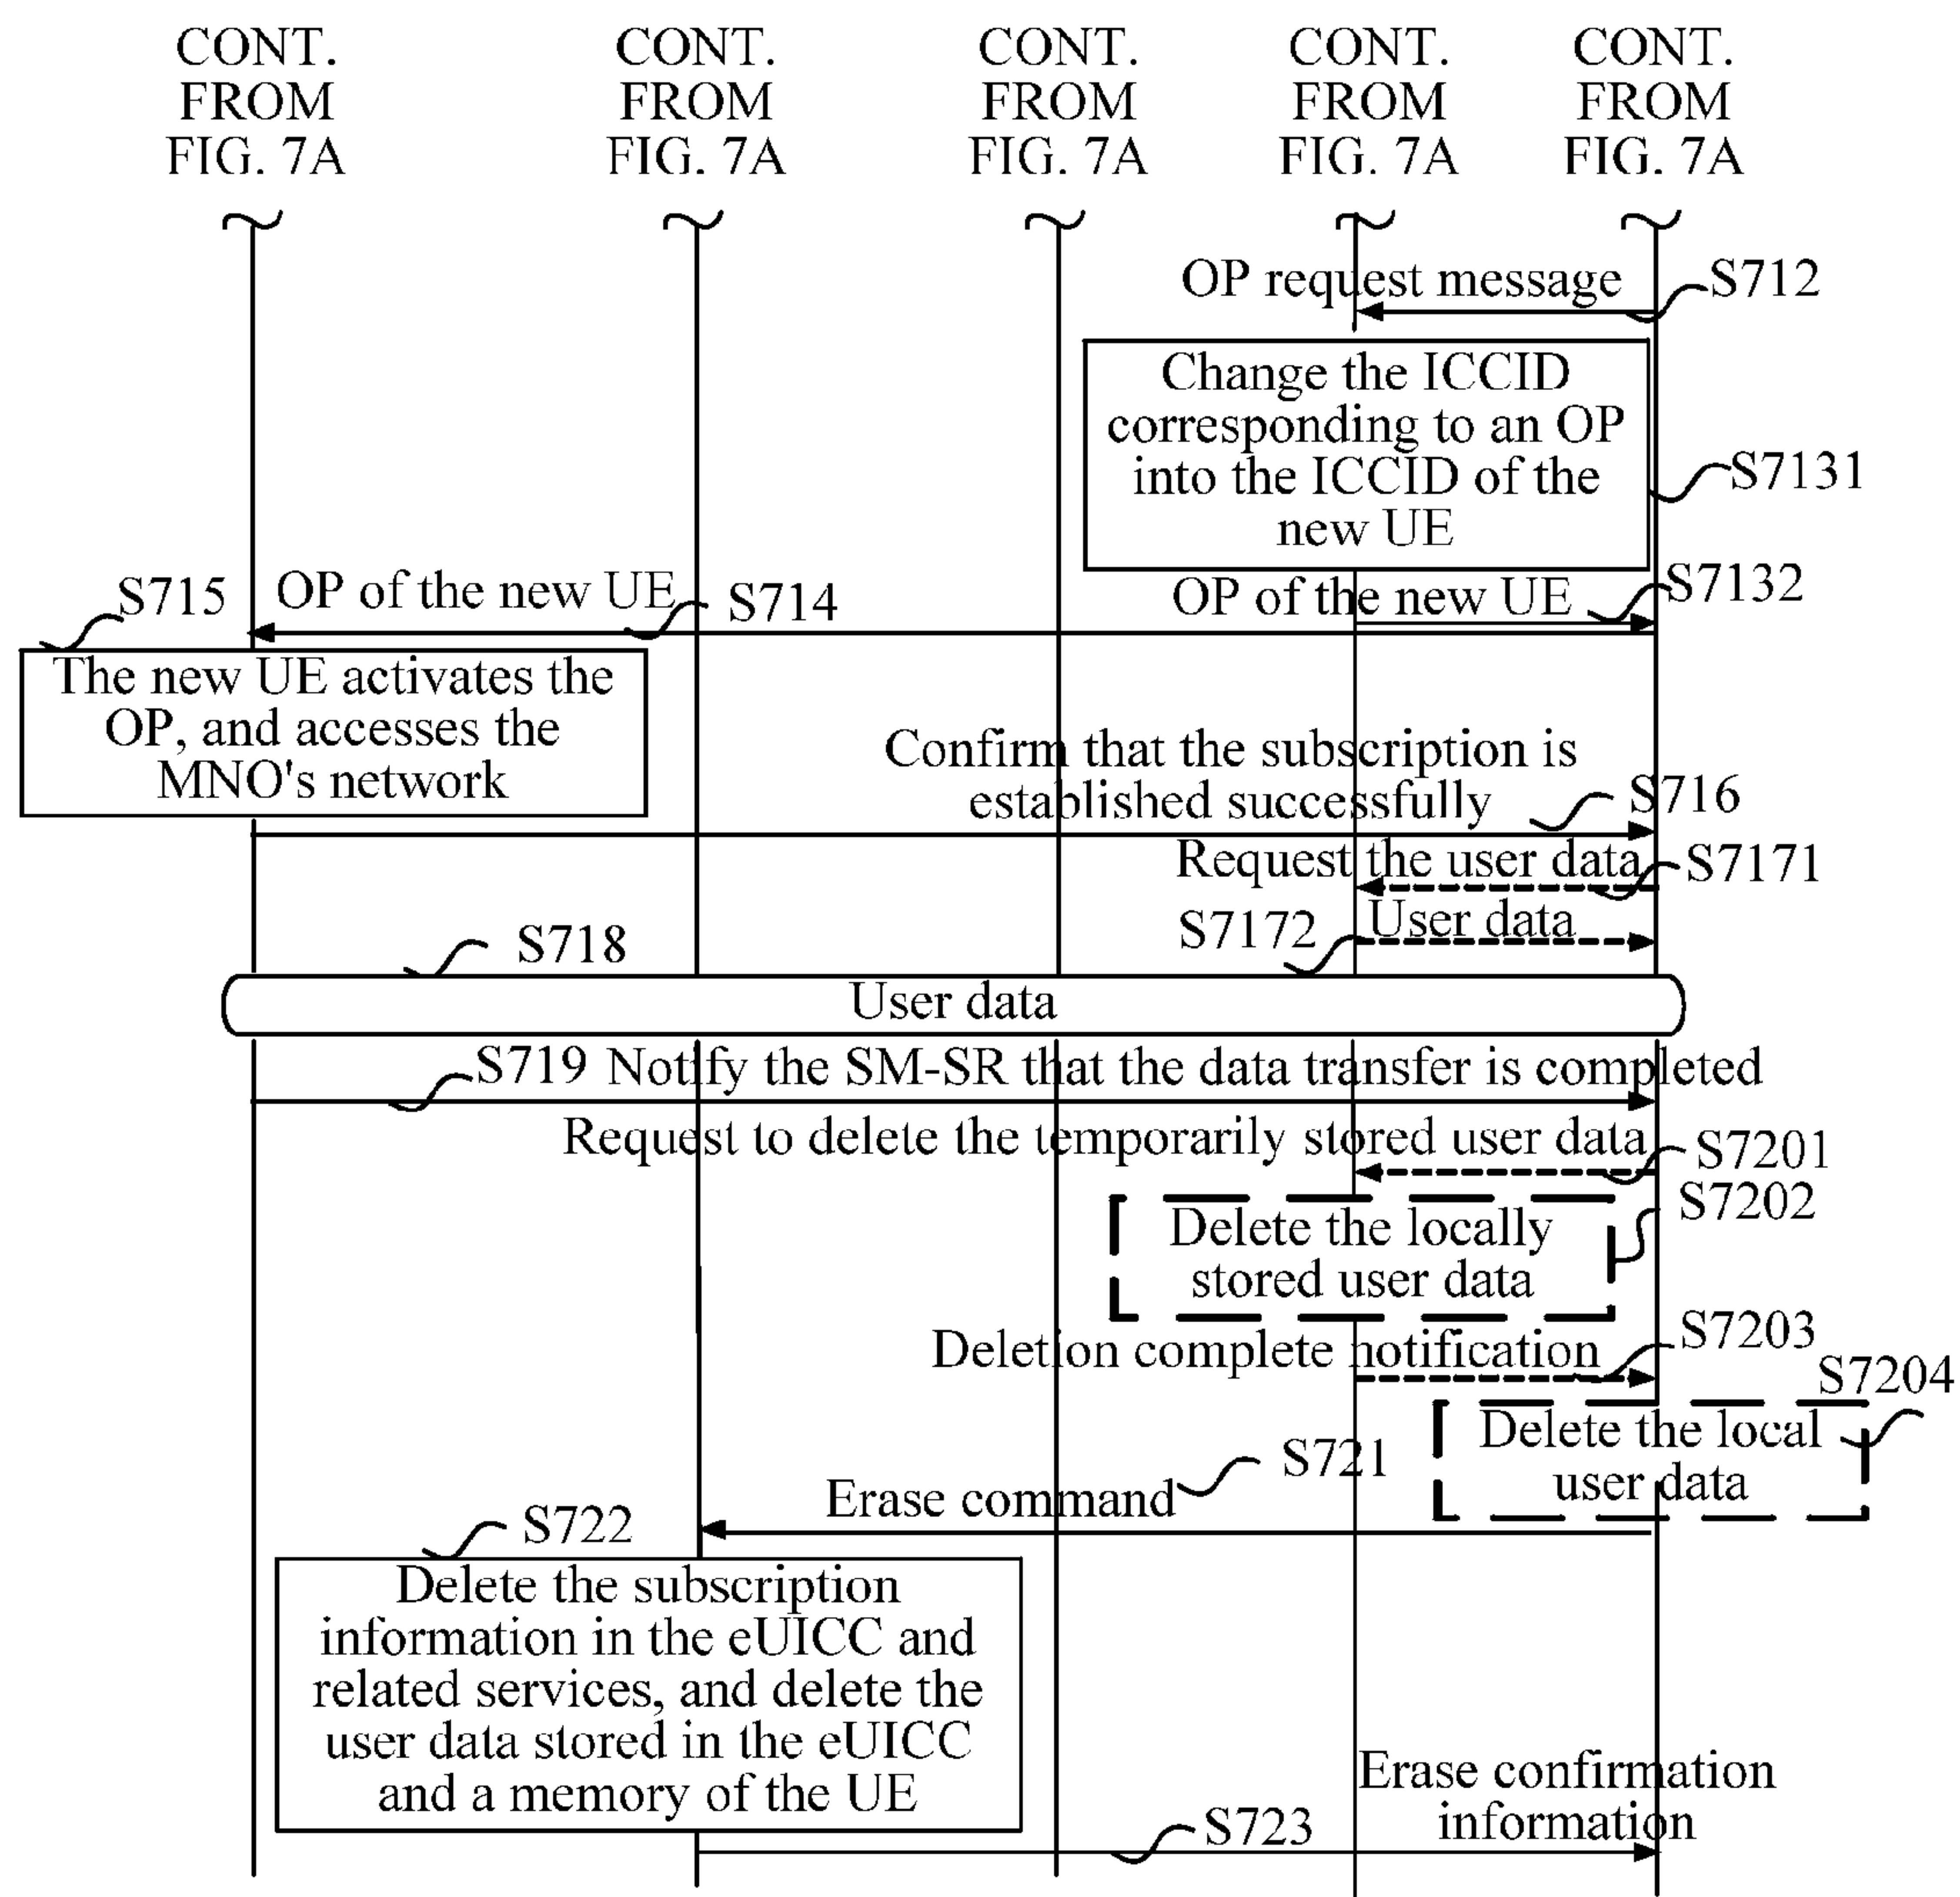 CONT. FROM FIG. 7A
CONT. FROM FIG. 7A
CONT. FROM FIG. 7A
CONT. FROM FIG. 7A
CONT. FROM FIG. 7A
OP request message
S712
Change the ICCID
corresponding to an OP
into the ICCID of the
new UE
S7131
S715
OP of the new UE
S714
OP of the new UE
S7132
The new UE activates the
OP, and accesses the
MNO's network
Confirm that the subscription is
established successfully
S716
Request the user data
S7171
S7172
User data
S718
User data
S719
Notify the SM-SR that the data transfer is completed
Request to delete the temporarily stored user data
S7201
Delete the locally
stored user data
S7202
Deletion complete notification
S7203
S7204
Delete the local
user data
S721
Erase command
S722
Delete the subscription
information in the eUICC and
related services, and delete the
user data stored in the eUICC
and a memory of the UE
Erase confirmation
information
S723